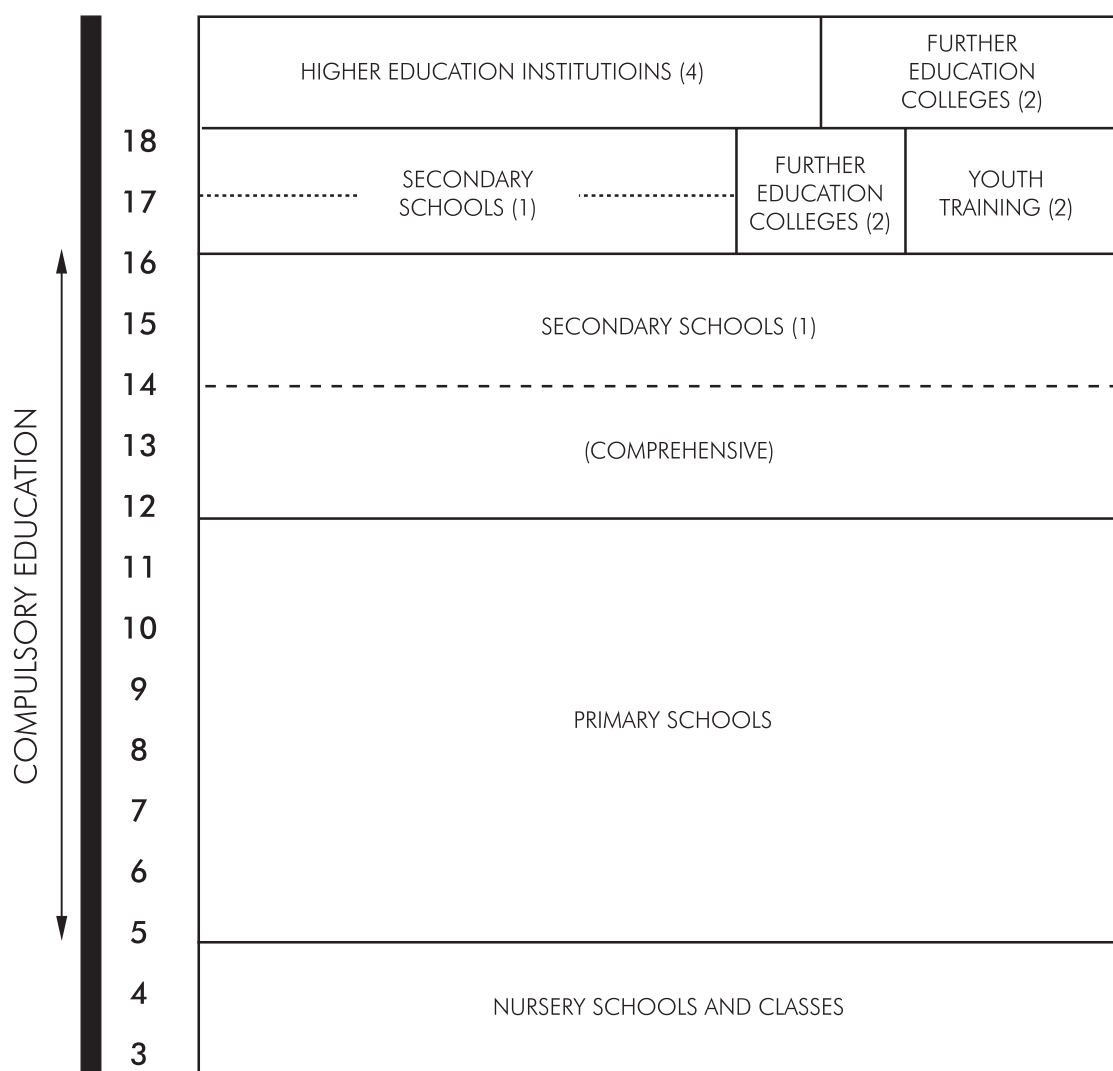 HIGHER EDUCATION INSTITUTIOINS (4)
FURTHER
EDUCATION
COLLEGES (2)
18
SECONDARY
SCHOOLS (1)
FURTHER
EDUCATION
COLLEGES (2)
YOUTH
TRAINING (2)
17
16
15
SECONDARY SCHOOLS (1)
14
COMPULSORY EDUCATION
13
(COMPREHENSIVE)
12
11
10
9
PRIMARY SCHOOLS
8
7
6
5
4
NURSERY SCHOOLS AND CLASSES
3